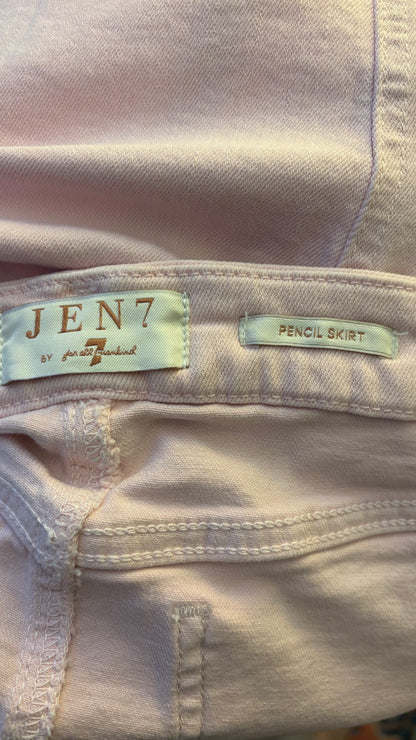 JEN7
BY 7 for all mankind
PENCIL SKIRT